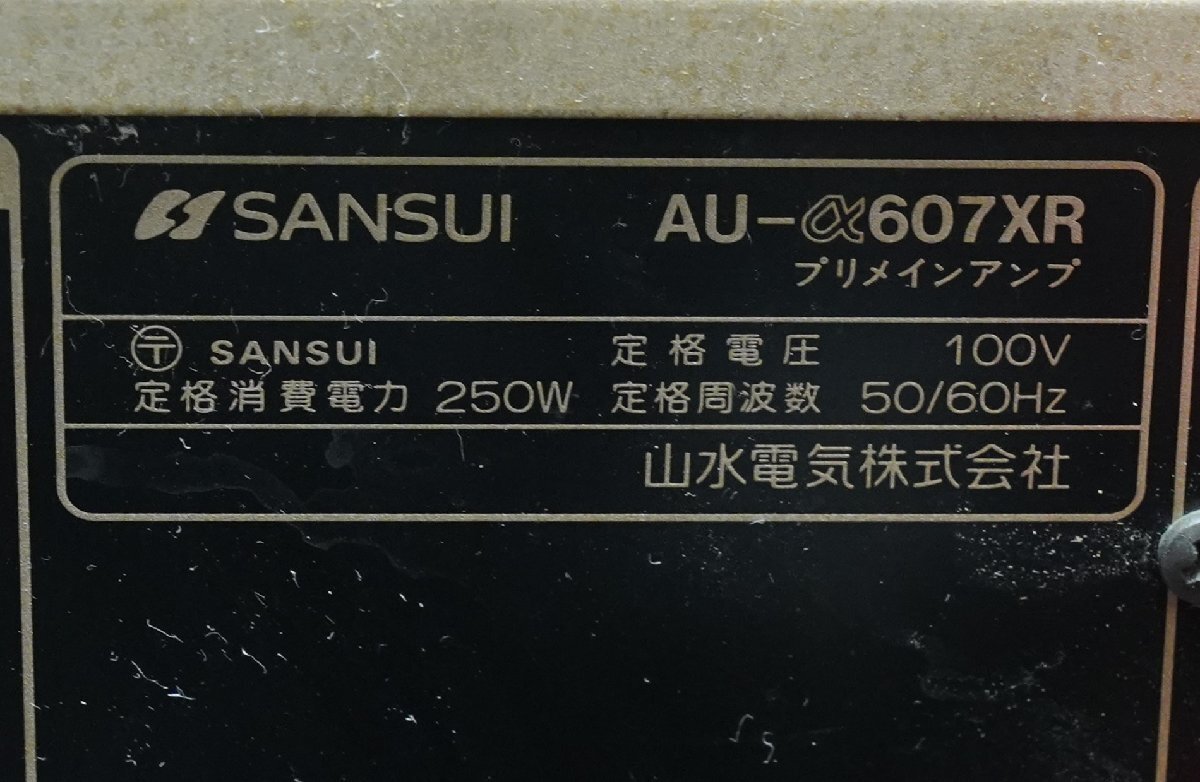 SANSUI AU-α607XR
プリメインアンプ
〶 SANSUI 定格電圧 100V
定格消費電力 250W 定格周波数 50/60Hz
山水電気株式会社